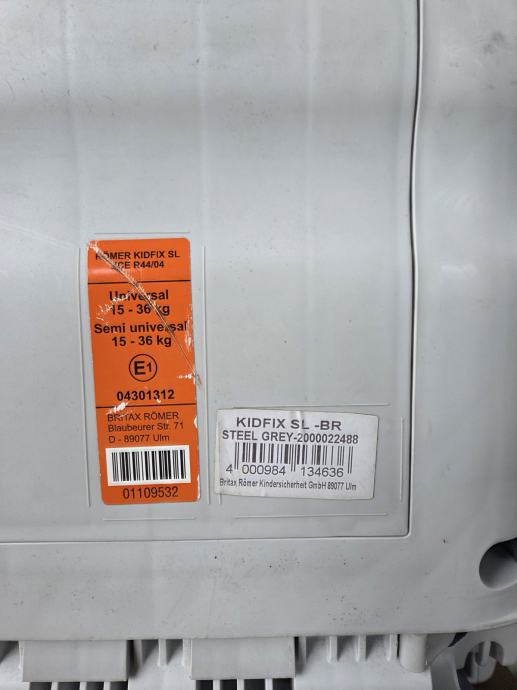 RÖMER KIDFIX SL
ECE R44/04
Universal
15 - 36 kg
Semi universal
15 - 36 kg
E1
04301312
BRITAX RÖMER
Blaubeurer Str. 71
D - 89077 Ulm
01109532
KIDFIX SL -BR
STEEL GREY-2000022488
4 000984 134636
Britax Römer Kindersicherheit GmbH 89077 Ulm